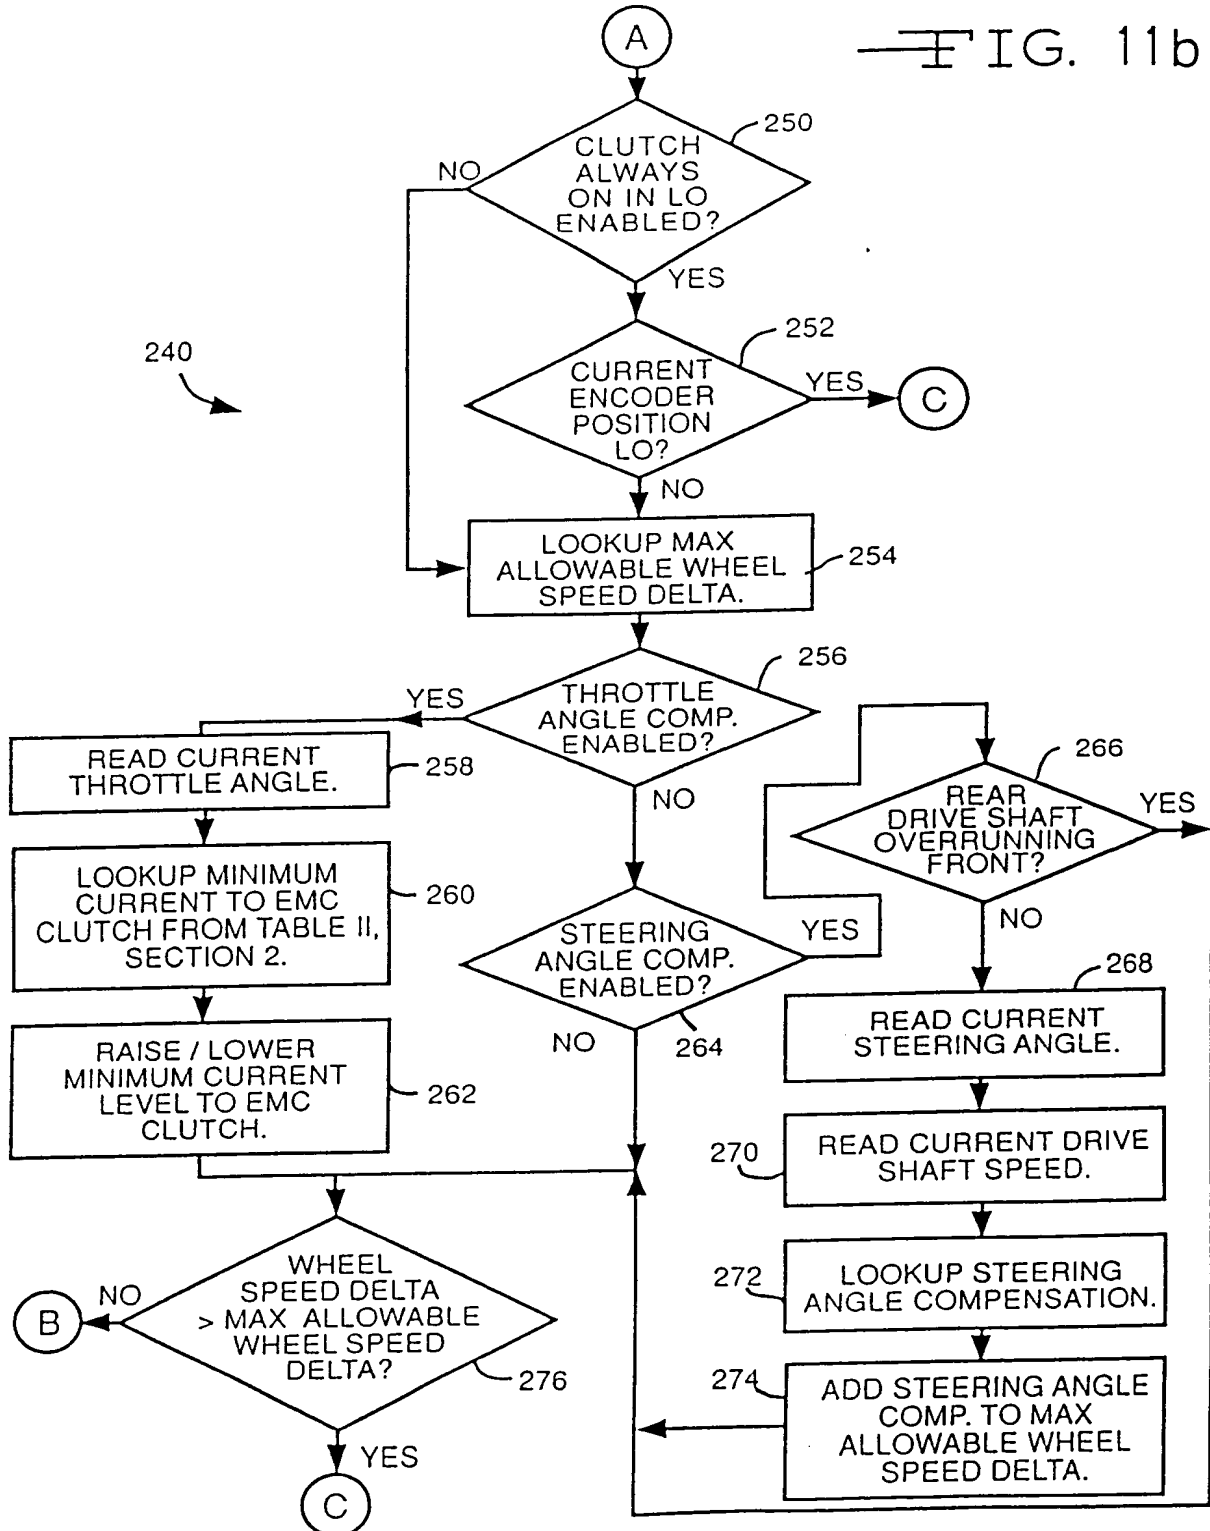 A
FIG. 11b
250
CLUTCH
ALWAYS
ON IN LO
ENABLED?
NO
YES
252
240
CURRENT
ENCODER
POSITION
LO?
YES
C
NO
LOOKUP MAX
ALLOWABLE WHEEL
SPEED DELTA.
254
256
THROTTLE
ANGLE COMP.
ENABLED?
YES
NO
READ CURRENT
THROTTLE ANGLE.
258
266
REAR
DRIVE SHAFT
OVERRUNNING
FRONT?
YES
NO
LOOKUP MINIMUM
CURRENT TO EMC
CLUTCH FROM TABLE II,
SECTION 2.
260
STEERING
ANGLE COMP.
ENABLED?
YES
264
NO
268
READ CURRENT
STEERING ANGLE.
RAISE / LOWER
MINIMUM CURRENT
LEVEL TO EMC
CLUTCH.
262
270
READ CURRENT DRIVE
SHAFT SPEED.
272
LOOKUP STEERING
ANGLE COMPENSATION.
WHEEL
SPEED DELTA
> MAX ALLOWABLE
WHEEL SPEED
DELTA?
NO
B
276
YES
C
274
ADD STEERING ANGLE
COMP. TO MAX
ALLOWABLE WHEEL
SPEED DELTA.